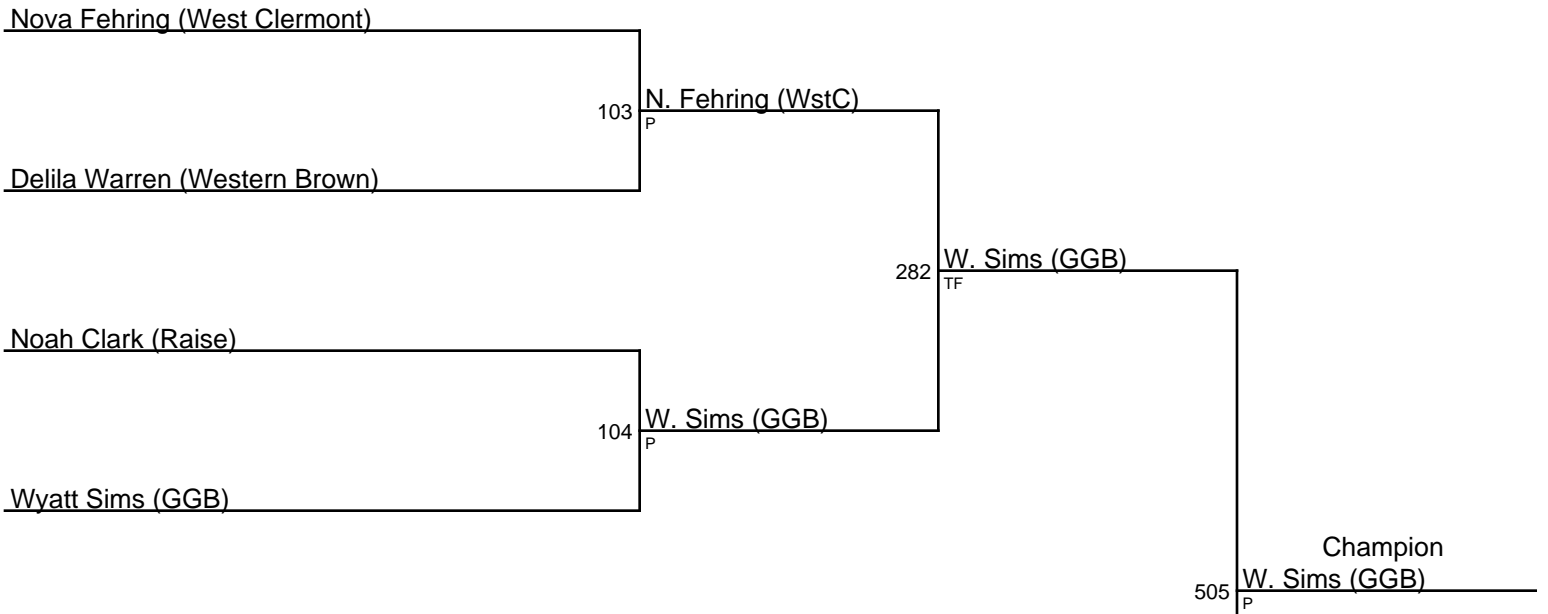 Nova Fehring (West Clermont)
103
N. Fehring (WstC)
P
Delila Warren (Western Brown)
282
W. Sims (GGB)
TF
Noah Clark (Raise)
104
W. Sims (GGB)
P
Wyatt Sims (GGB)
Champion
505
W. Sims (GGB)
P